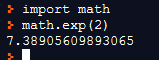 > import math
> math.exp(2)
7.38905609893065
>